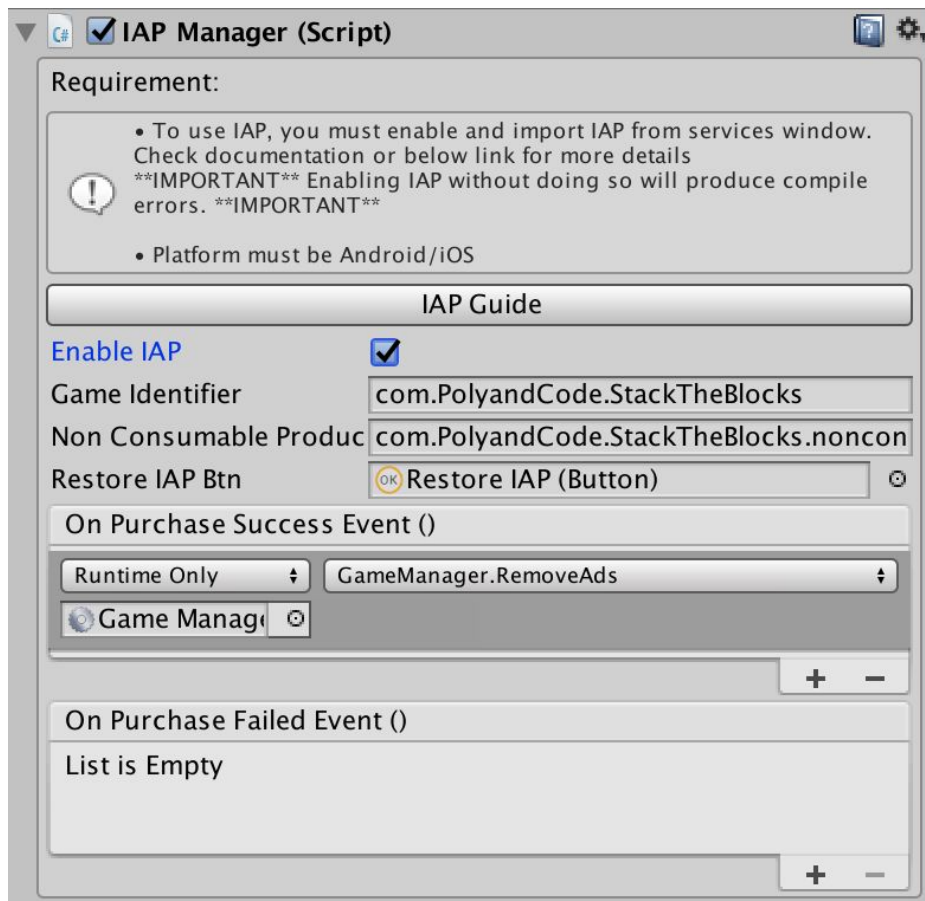 C#
IAP Manager (Script)
Requirement:
• To use IAP, you must enable and import IAP from services window.
Check documentation or below link for more details
**IMPORTANT** Enabling IAP without doing so will produce compile
errors. **IMPORTANT**
• Platform must be Android/iOS
IAP Guide
Enable IAP
Game Identifier com.PolyandCode.StackTheBlocks
Non Consumable Produc com.PolyandCode.StackTheBlocks.noncon
Restore IAP Btn OK Restore IAP (Button)
On Purchase Success Event ()
Runtime Only GameManager.RemoveAds
Game Manage
On Purchase Failed Event ()
List is Empty